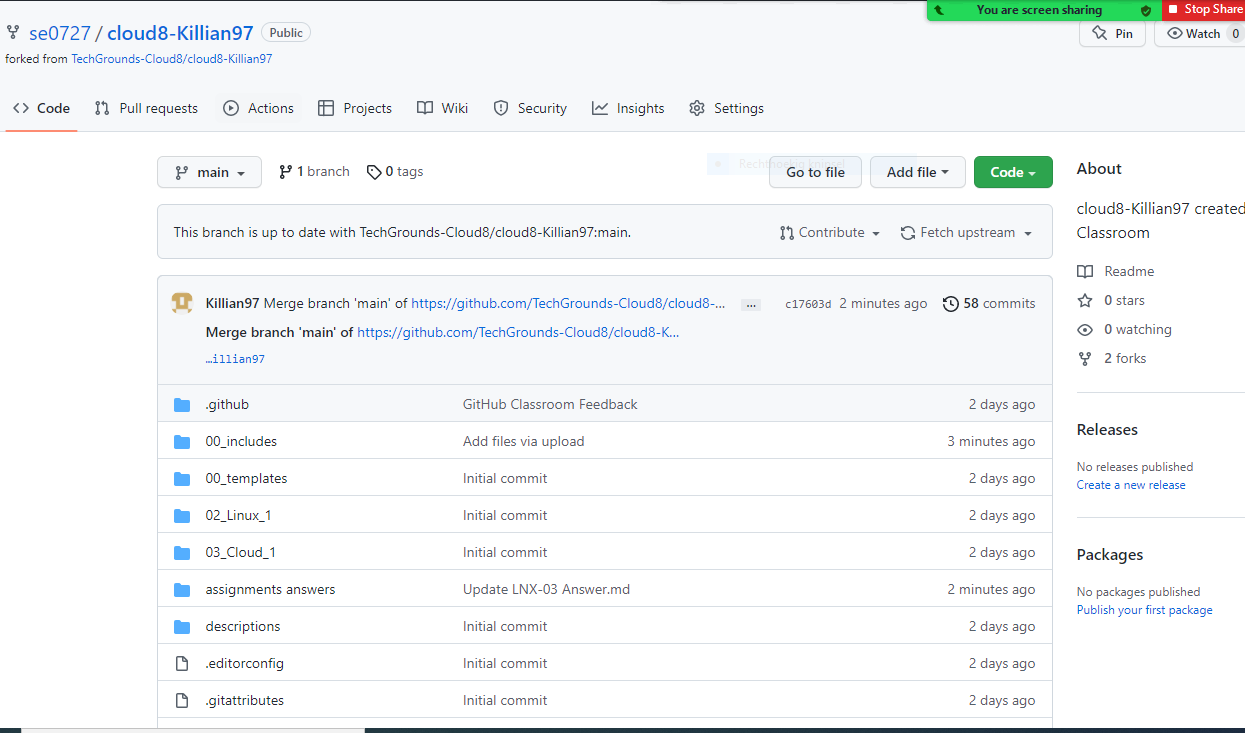 You are screen sharing
Stop Share
se0727 / cloud8-Killian97 Public
Pin
Watch 0
forked from TechGrounds-Cloud8/cloud8-Killian97
Code Pull requests Actions Projects Wiki Security Insights Settings
main 1 branch 0 tags Go to file Add file Code
This branch is up to date with TechGrounds-Cloud8/cloud8-Killian97:main. Contribute Fetch upstream
Killian97 Merge branch 'main' of https://github.com/TechGrounds-Cloud8/cloud8-… ... c17603d 2 minutes ago 58 commits
Merge branch 'main' of https://github.com/TechGrounds-Cloud8/cloud8-K…
…illian97
.github GitHub Classroom Feedback 2 days ago
00_includes Add files via upload 3 minutes ago
00_templates Initial commit 2 days ago
02_Linux_1 Initial commit 2 days ago
03_Cloud_1 Initial commit 2 days ago
assignments answers Update LNX-03 Answer.md 2 minutes ago
descriptions Initial commit 2 days ago
.editorconfig Initial commit 2 days ago
.gitattributes Initial commit 2 days ago
About
cloud8-Killian97 created
Classroom
Readme
0 stars
0 watching
2 forks
Releases
No releases published
Create a new release
Packages
No packages published
Publish your first package